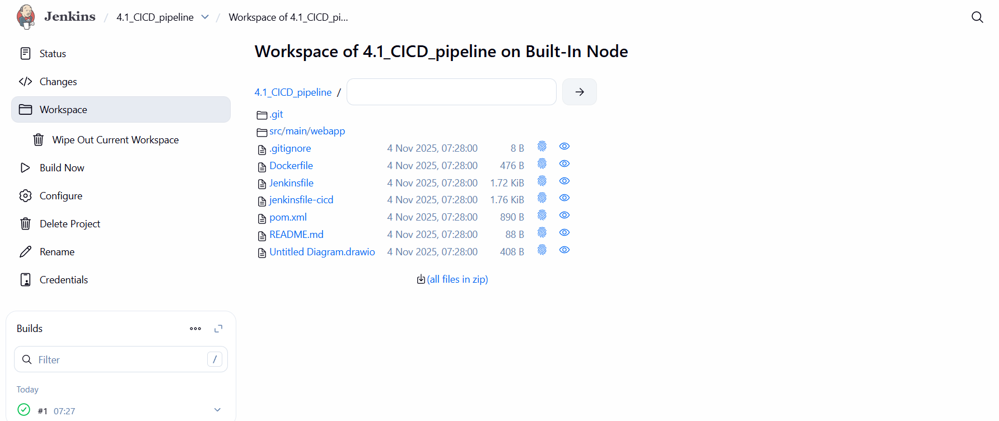 Jenkins / 4.1_CICD_pipeline / Workspace of 4.1_CICD_pi...
Status
Changes
Workspace
Wipe Out Current Workspace
Build Now
Configure
Delete Project
Rename
Credentials
Builds
Filter /
Today
#1 07:27
Workspace of 4.1_CICD_pipeline on Built-In Node
4.1_CICD_pipeline /
.git
src/main/webapp
.gitignore 4 Nov 2025, 07:28:00 8 B
Dockerfile 4 Nov 2025, 07:28:00 476 B
Jenkinsfile 4 Nov 2025, 07:28:00 1.72 KiB
jenkinsfile-cicd 4 Nov 2025, 07:28:00 1.76 KiB
pom.xml 4 Nov 2025, 07:28:00 890 B
README.md 4 Nov 2025, 07:28:00 88 B
Untitled Diagram.drawio 4 Nov 2025, 07:28:00 408 B
(all files in zip)